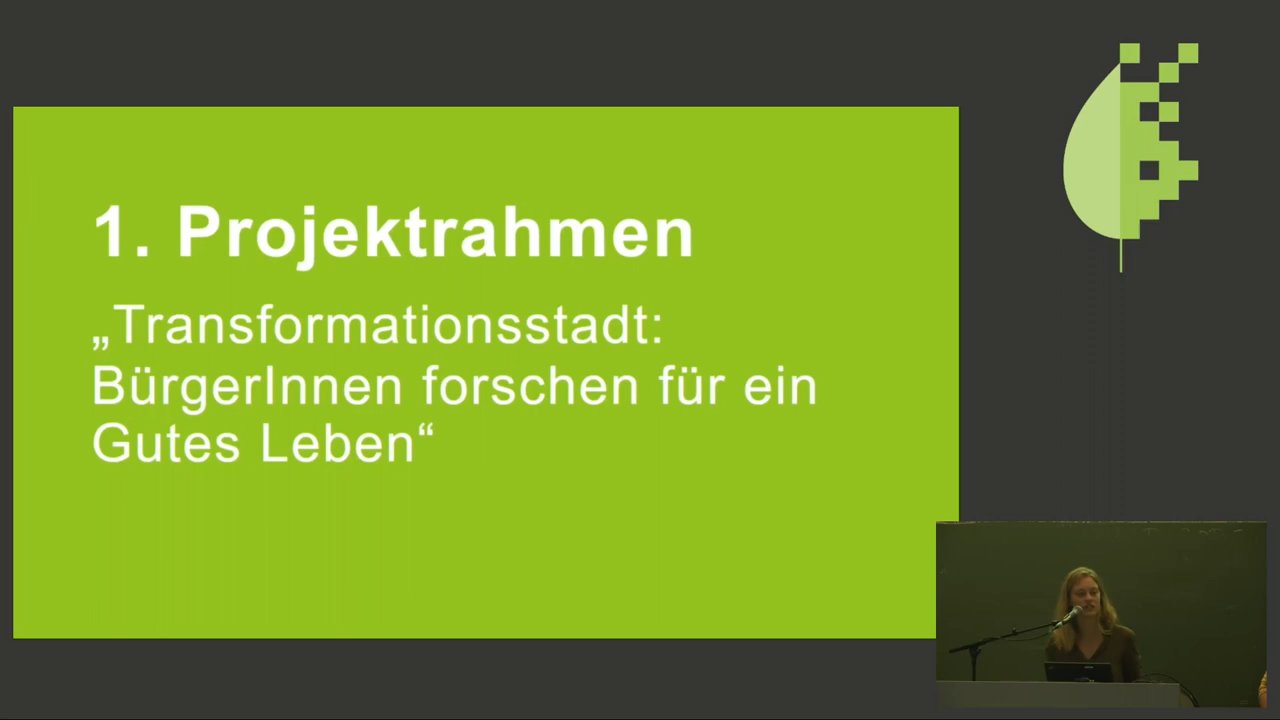 1. Projektrahmen
„Transformationsstadt:
BürgerInnen forschen für ein
Gutes Leben“